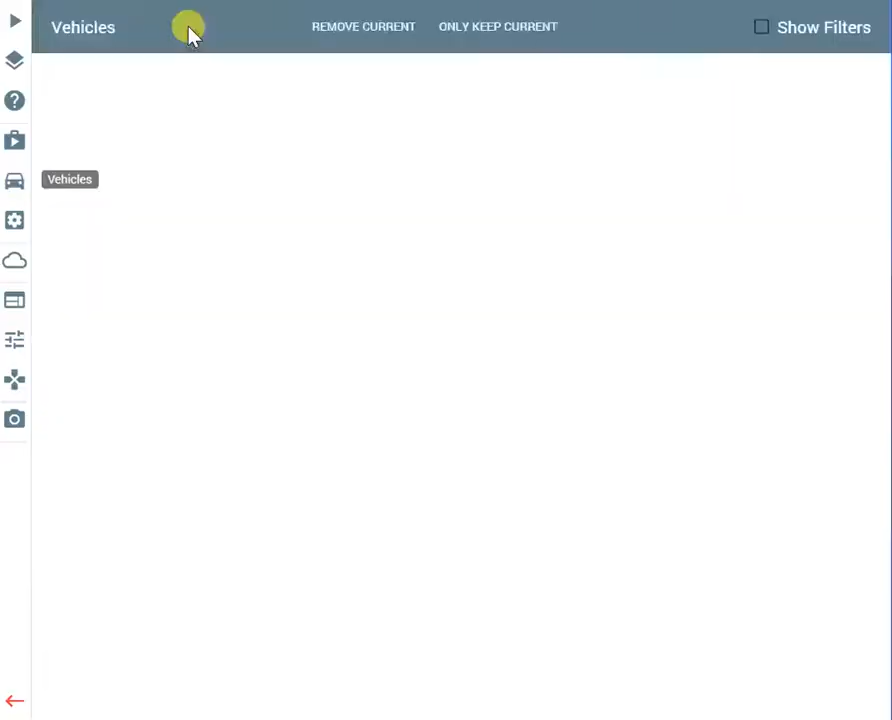 Vehicles
REMOVE CURRENT
ONLY KEEP CURRENT
Show Filters
Vehicles